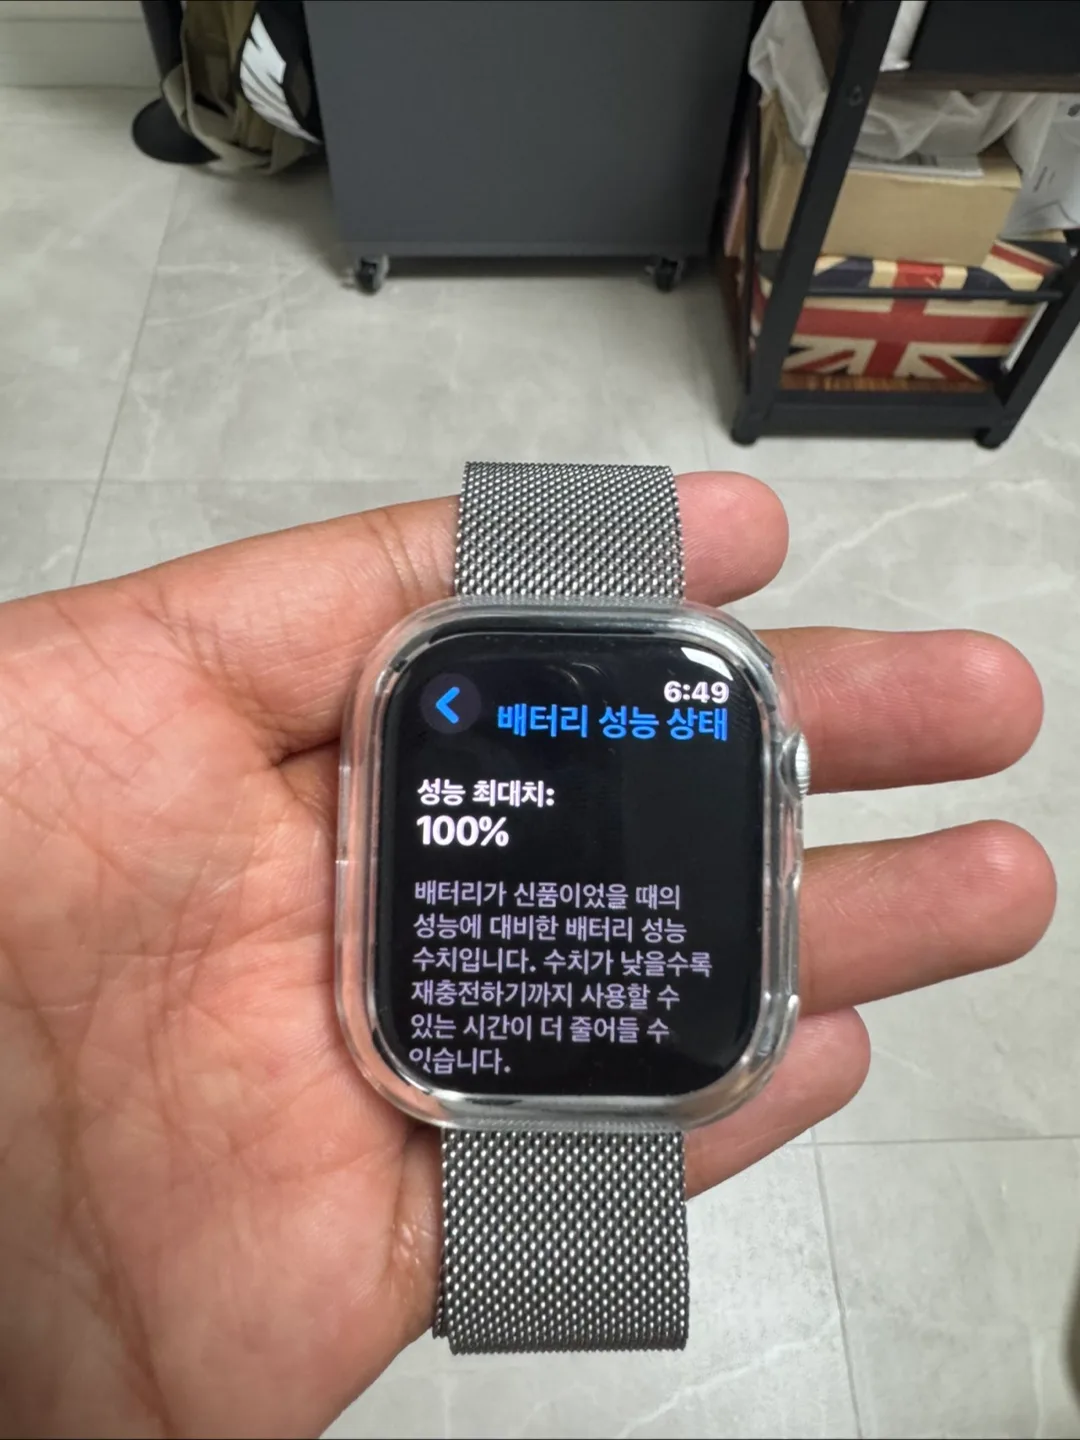 6:49
배터리 성능 상태
성능 최대치:
100%
배터리가 신품이었을 때의
성능에 대비한 배터리 성능
수치입니다. 수치가 낮을수록
재충전하기까지 사용할 수
있는 시간이 더 줄어들 수
있습니다.